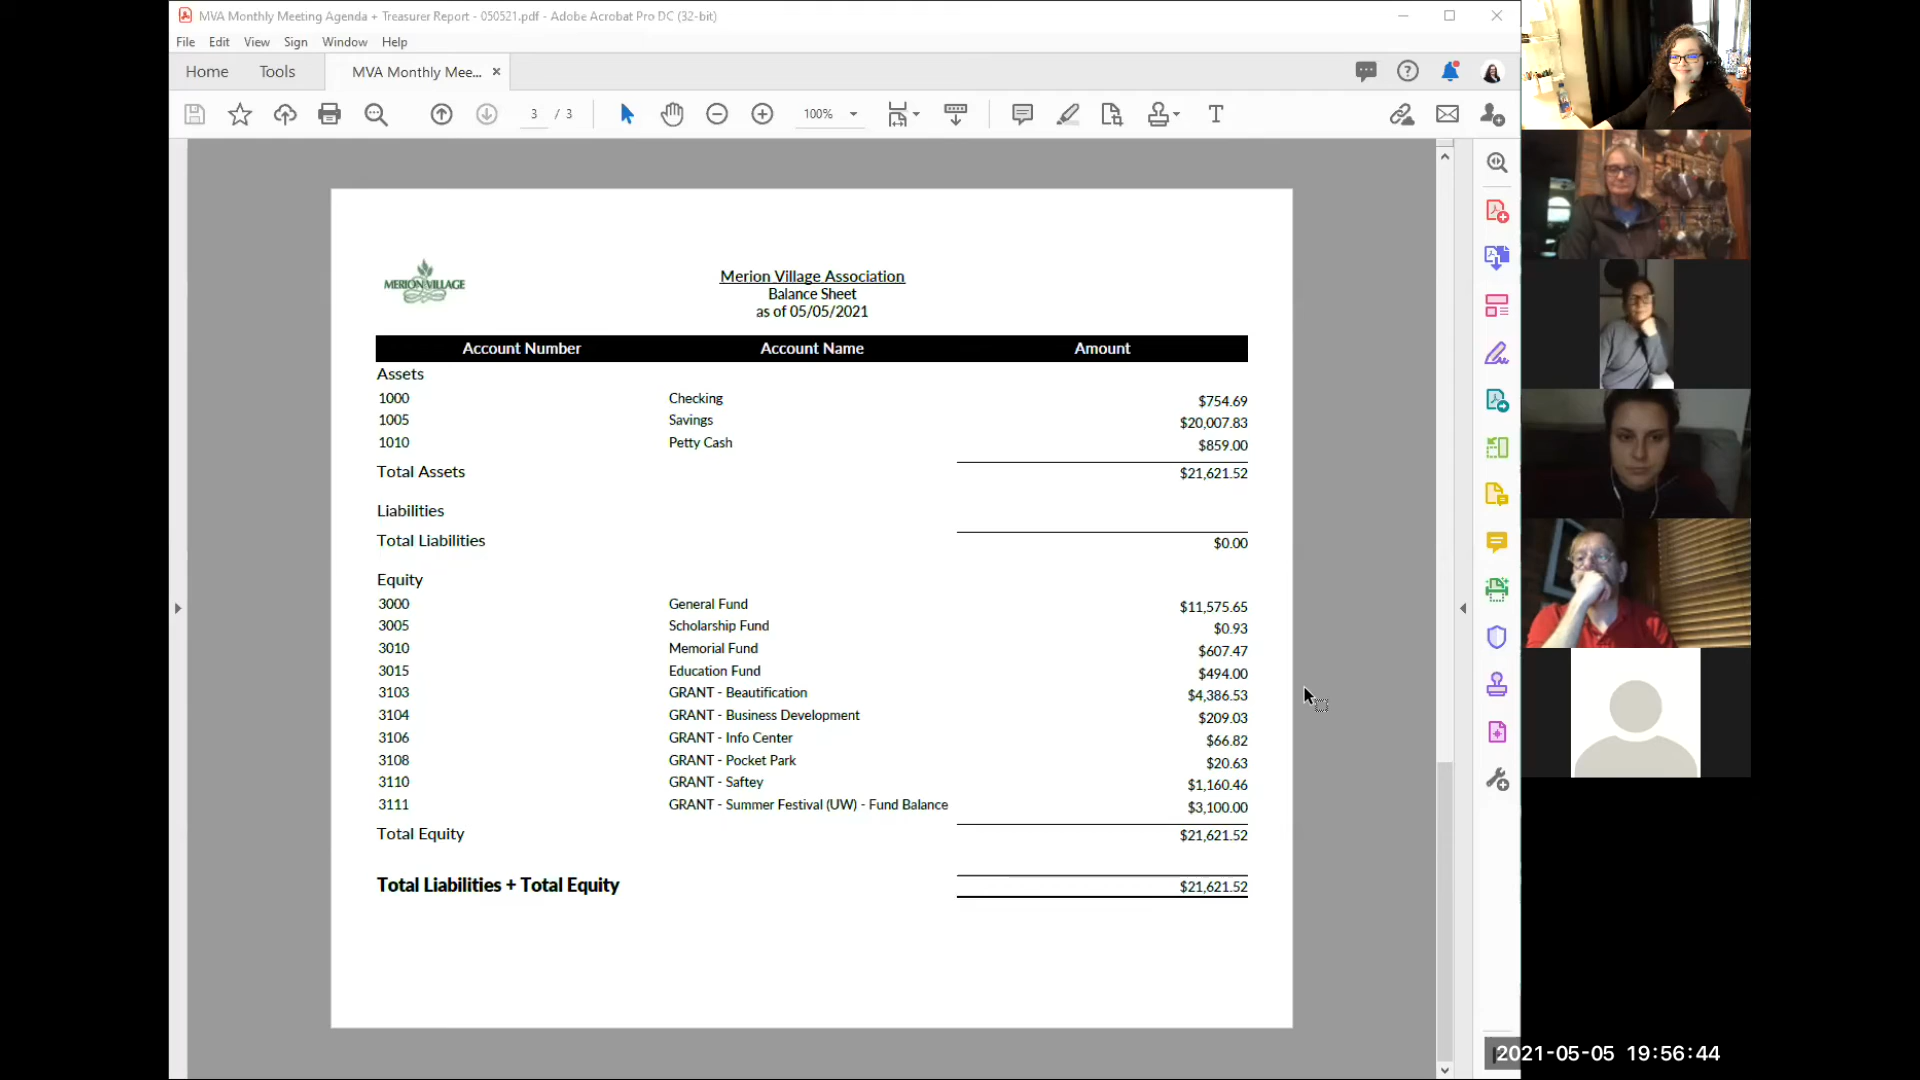 MVA Monthly Meeting Agenda + Treasurer Report - 050521.pdf - Adobe Acrobat Pro DC (32-bit)
File Edit View Sign Window Help
Home Tools MVA Monthly Mee... ×
3 / 3 100%
MERION VILLAGE
Merion Village Association
Balance Sheet
as of 05/05/2021
Account Number Account Name Amount
Assets
1000 Checking $754.69
1005 Savings $20,007.83
1010 Petty Cash $859.00
Total Assets $21,621.52
Liabilities
Total Liabilities $0.00
Equity
3000 General Fund $11,575.65
3005 Scholarship Fund $0.93
3010 Memorial Fund $607.47
3015 Education Fund $494.00
3103 GRANT - Beautification $4,386.53
3104 GRANT - Business Development $209.03
3106 GRANT - Info Center $66.82
3108 GRANT - Pocket Park $20.63
3110 GRANT - Saftey $1,160.46
3111 GRANT - Summer Festival (UW) - Fund Balance $3,100.00
Total Equity $21,621.52
Total Liabilities + Total Equity $21,621.52
2021-05-05 19:56:44